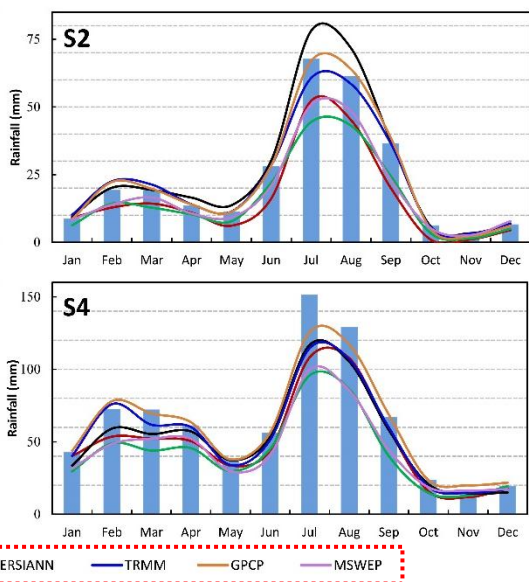 S2
Rainfall (mm)
75
50
25
0
Jan Feb Mar Apr May Jun Jul Aug Sep Oct Nov Dec
S4
Rainfall (mm)
150
100
50
0
Jan Feb Mar Apr May Jun Jul Aug Sep Oct Nov Dec
ERSIANN TRMM GPCP MSWEP